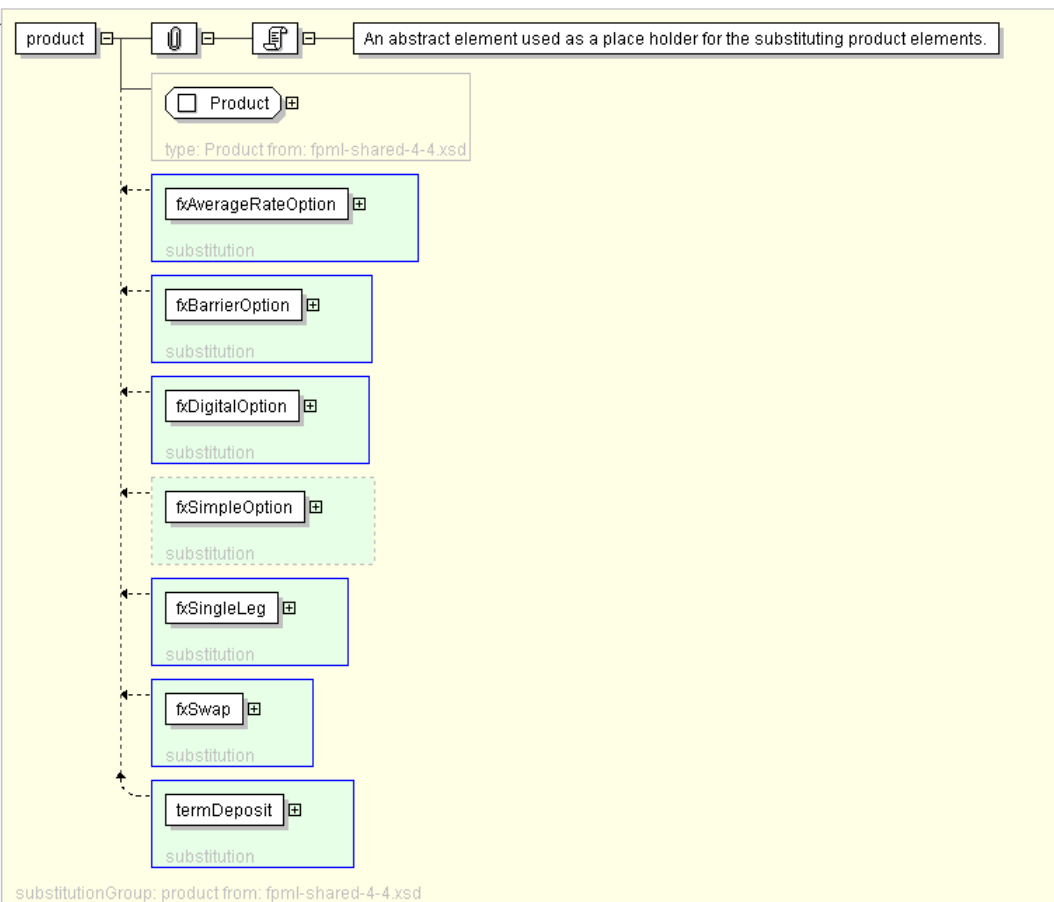 product
An abstract element used as a place holder for the substituting product elements.
Product
type: Product from: fpml-shared-4-4.xsd
fxAverageRateOption
substitution
fxBarrierOption
substitution
fxDigitalOption
substitution
fxSimpleOption
substitution
fxSingleLeg
substitution
fxSwap
substitution
termDeposit
substitution
substitutionGroup: product from: fpml-shared-4-4.xsd